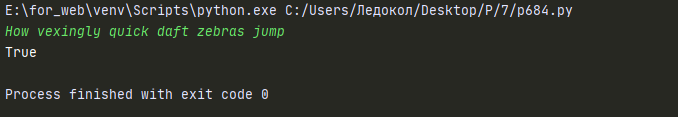 E:\for_web\venv\Scripts\python.exe C:/Users/Ледокол/Desktop/P/7/p684.py
How vexingly quick daft zebras jump
True
Process finished with exit code 0